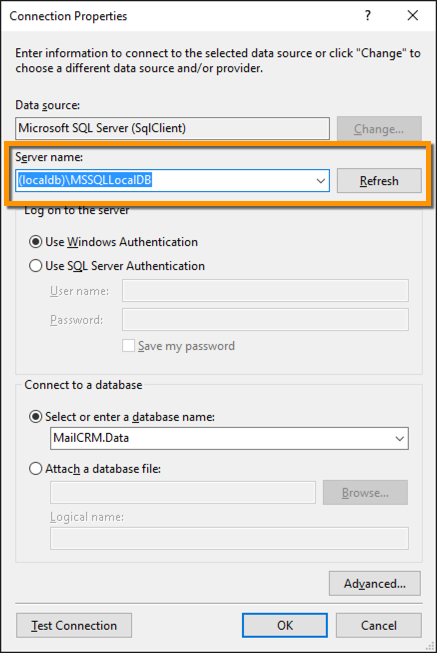 Connection Properties
?
Enter information to connect to the selected data source or click "Change" to
choose a different data source and/or provider.
Data source:
Microsoft SQL Server (SqlClient)
Change...
Server name:
(localdb)\MSSQLLocalDB
Refresh
Log on to the server
Use Windows Authentication
Use SQL Server Authentication
User name:
Password:
Save my password
Connect to a database
Select or enter a database name:
MailCRM.Data
Attach a database file:
Browse...
Logical name:
Advanced...
Test Connection
OK
Cancel